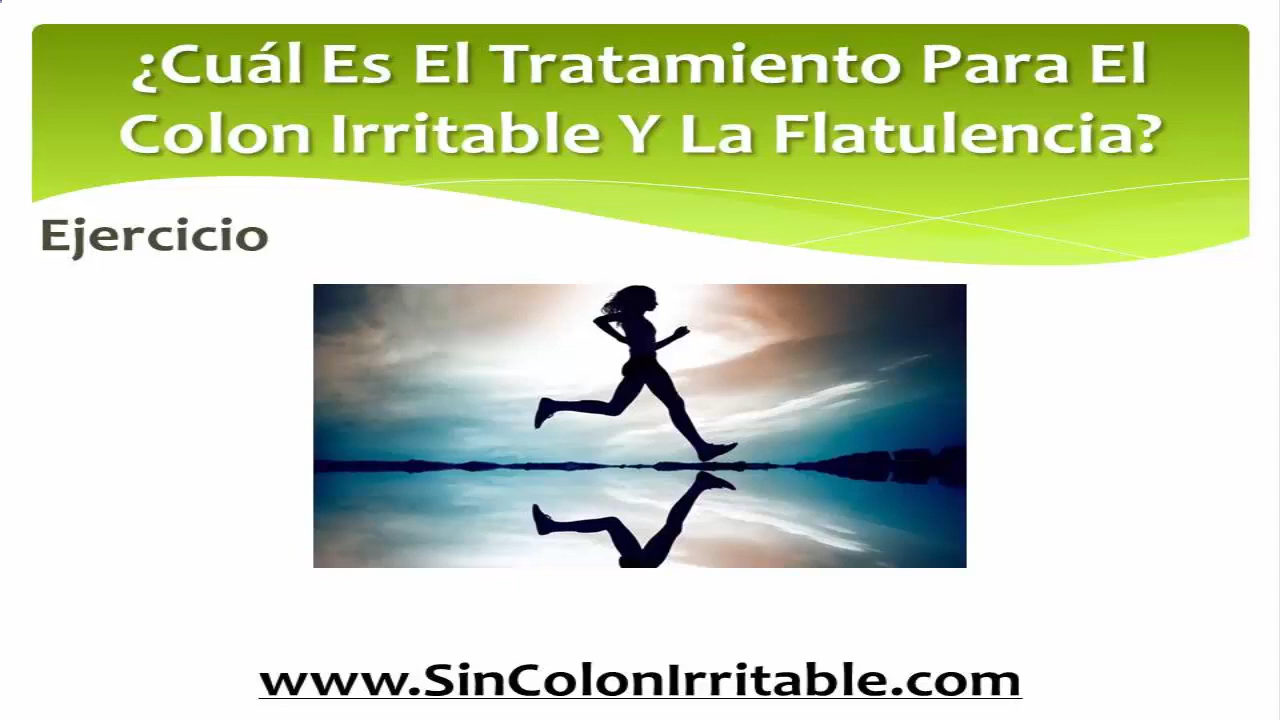 ¿Cuál Es El Tratamiento Para El
Colon Irritable Y La Flatulencia?
Ejercicio
www.SinColonIrritable.com